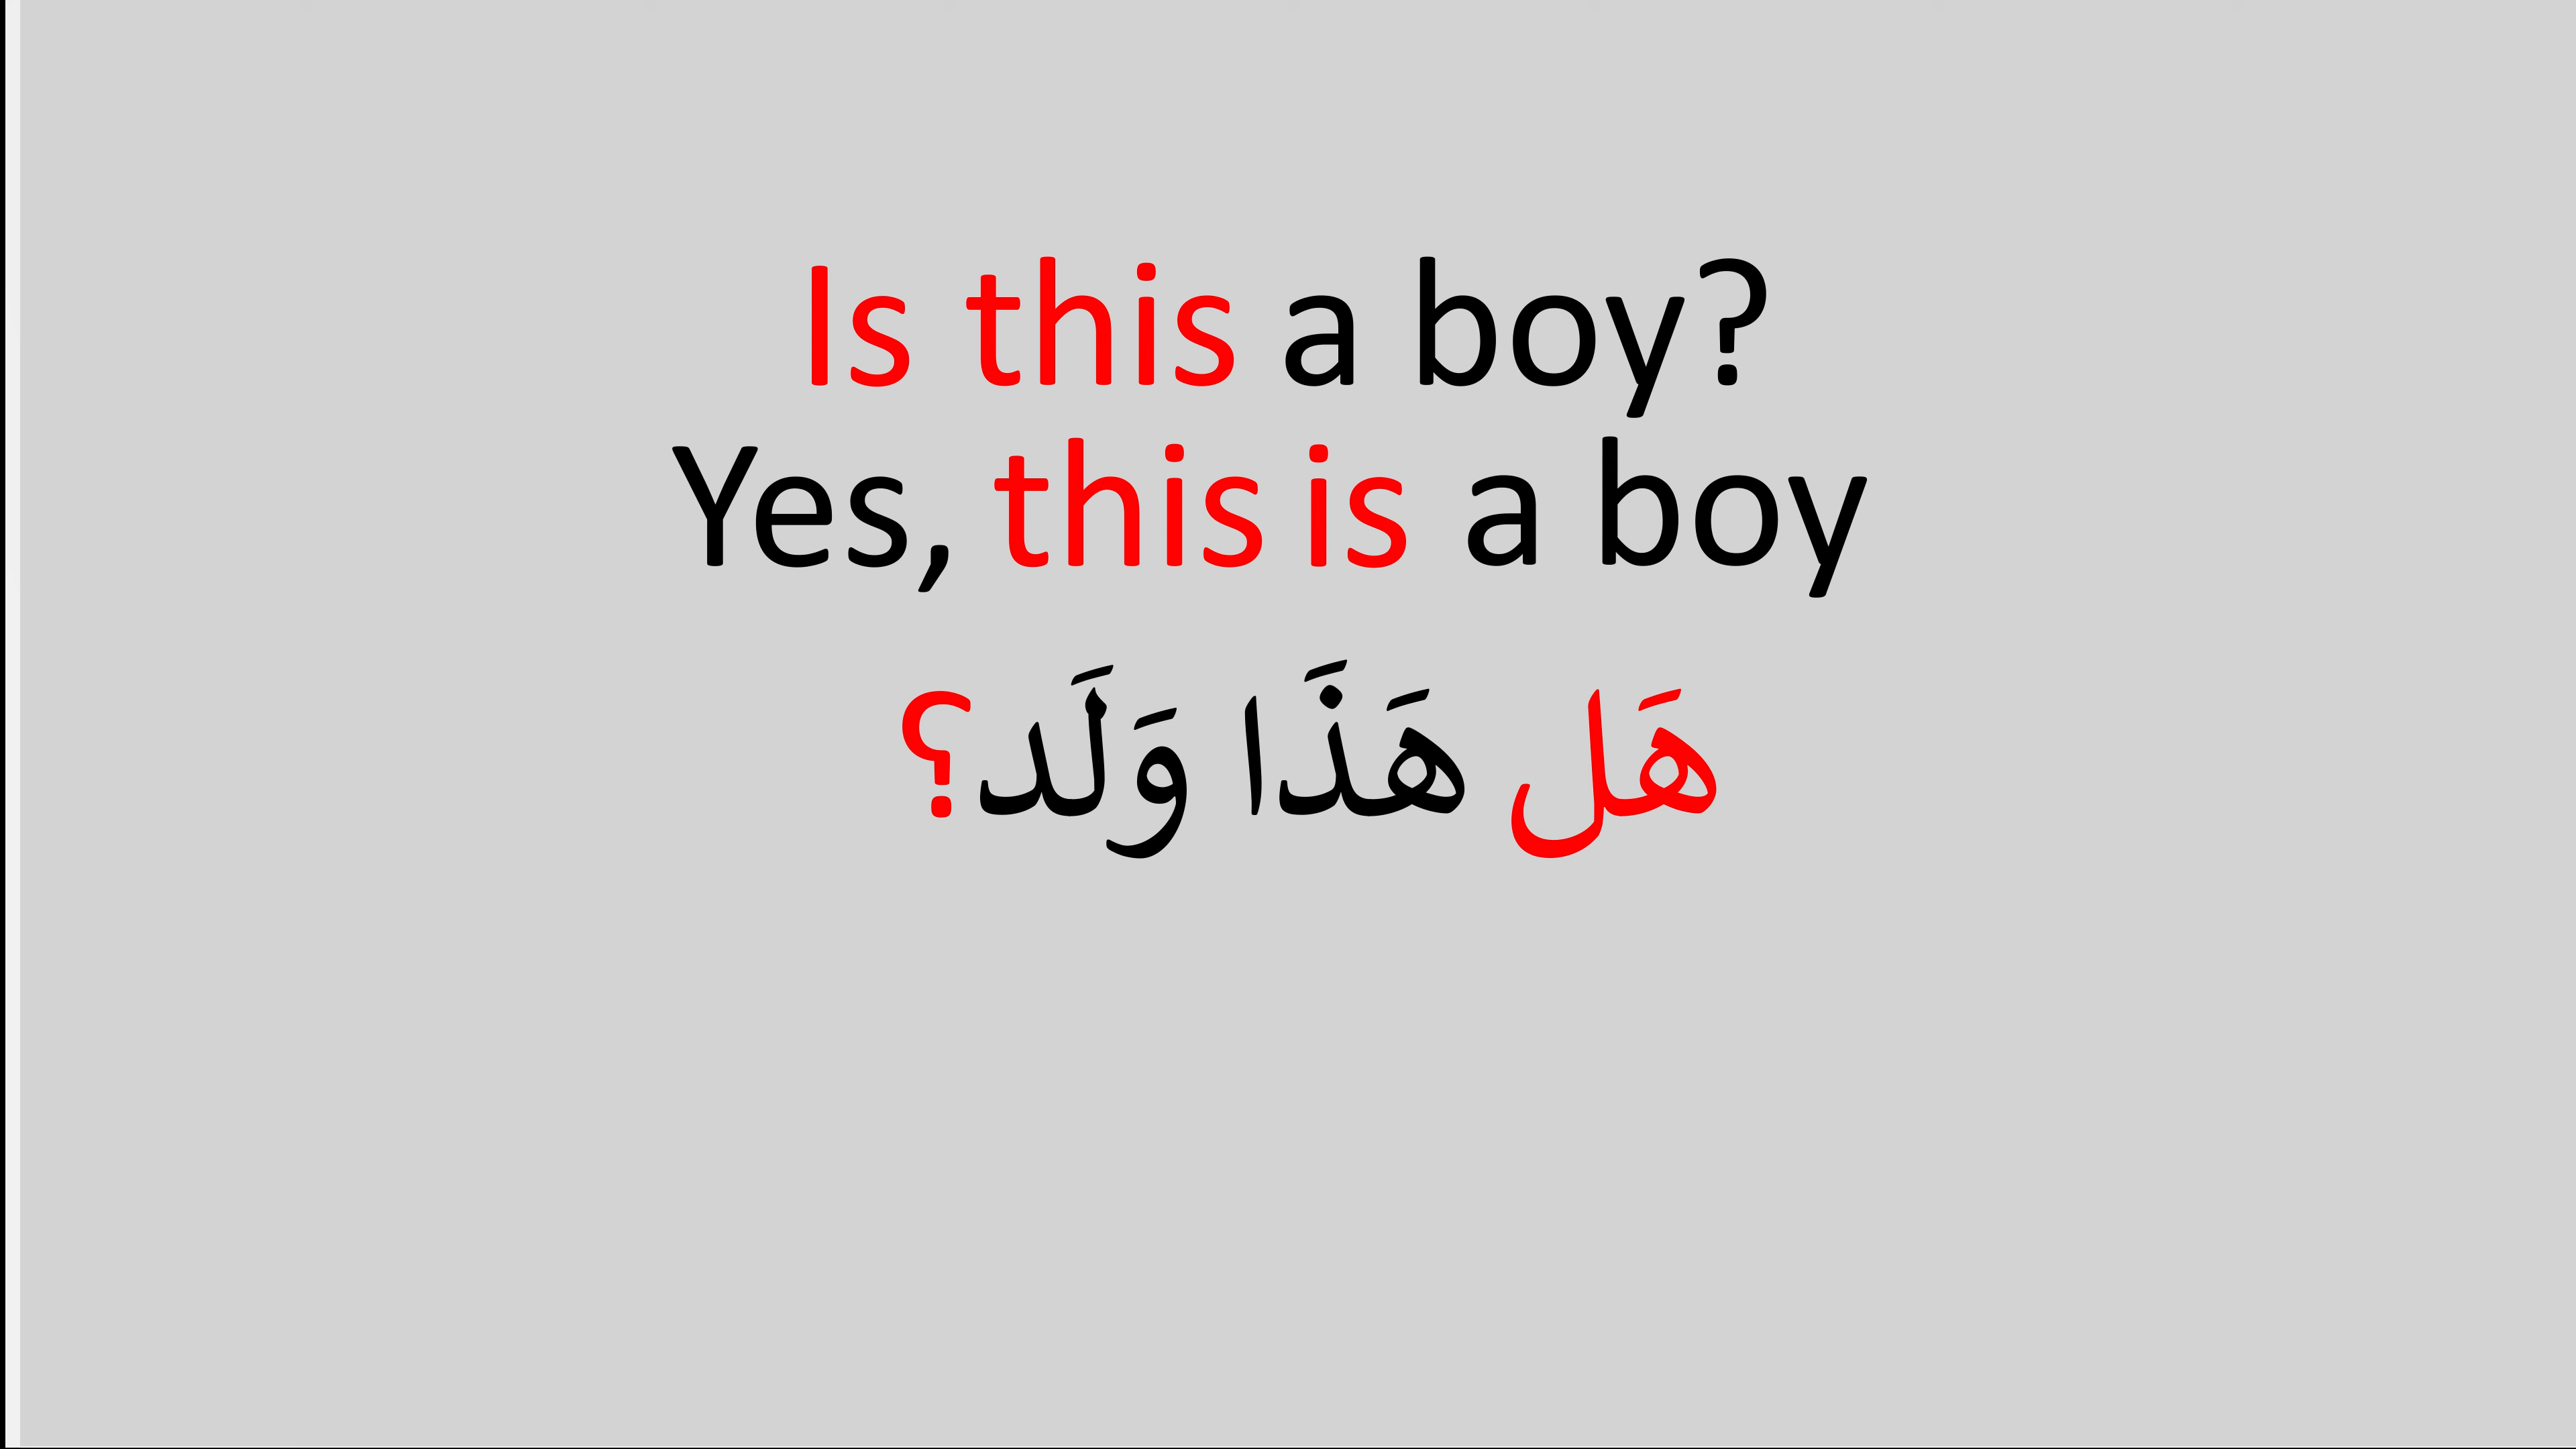 Is this a boy?
Yes, this is a boy
هَل هَذَا وَلَد؟